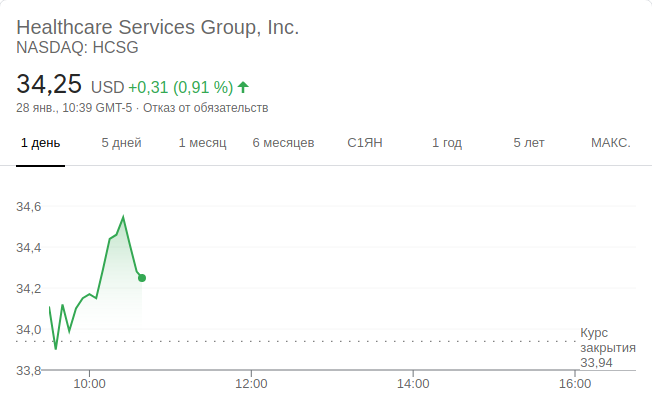 Healthcare Services Group, Inc.
NASDAQ: HCSG
34,25 USD +0,31 (0,91 %)
28 янв., 10:39 GMT-5 · Отказ от обязательств
1 день 5 дней 1 месяц 6 месяцев С1ЯН 1 год 5 лет МАКС.
34,6
34,4
34,2
34,0
Курс
закрытия
33,94
33,8
10:00 12:00 14:00 16:00